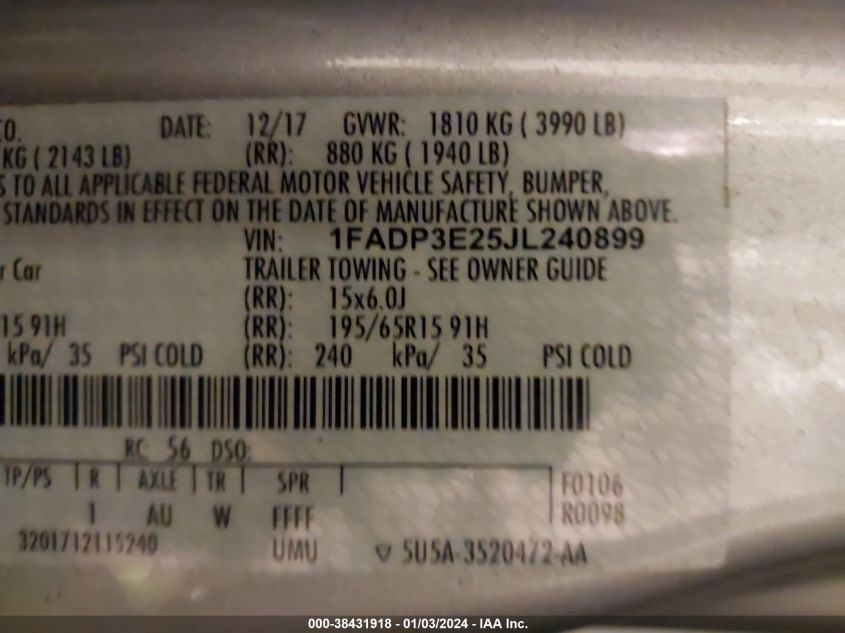 CO. DATE: 12/17 GVWR: 1810 KG ( 3990 LB)
KG ( 2143 LB) (RR): 880 KG ( 1940 LB)
S TO ALL APPLICABLE FEDERAL MOTOR VEHICLE SAFETY, BUMPER,
STANDARDS IN EFFECT ON THE DATE OF MANUFACTURE SHOWN ABOVE.
VIN: 1FADP3E25JL240899
r Car TRAILER TOWING - SEE OWNER GUIDE
(RR): 15x6.0J
15 91H (RR): 195/65R15 91H
kPa/ 35 PSI COLD (RR): 240 kPa/ 35 PSI COLD
RC: 56 DSO:
TP/PS R AXLE TR SPR F0106
1 AU W FFFF R0098
3201712115240 UMU ▽ 5U5A-3520472-AA
000-38431918 - 01/03/2024 - IAA Inc.